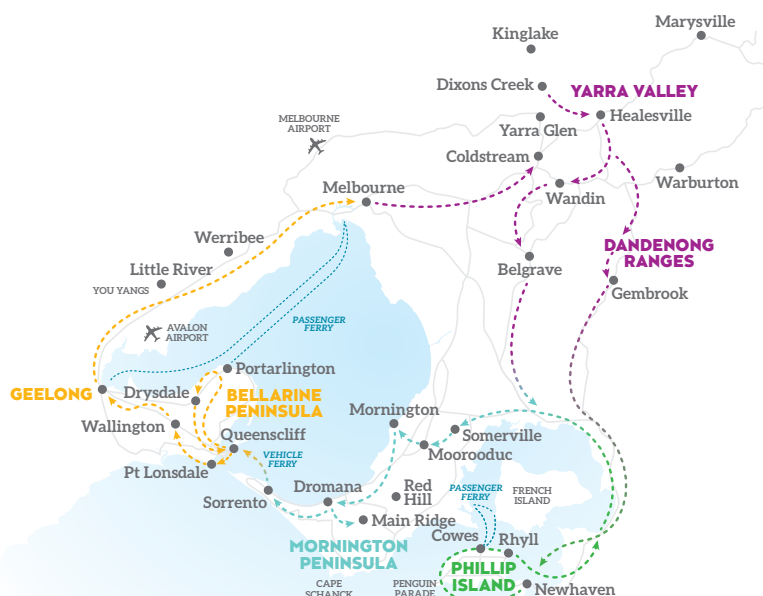 Marysville
Kinglake
Dixons Creek
YARRA VALLEY
MELBOURNE
AIRPORT
Healesville
Yarra Glen
Coldstream
Melbourne
Wandin
Warburton
Werribee
DANDENONG
RANGES
Little River
Belgrave
YOU YANGS
Gembrook
PASSENGER
FERRY
AVALON
AIRPORT
Portarlington
GEELONG
Drysdale
BELLARINE
PENINSULA
Mornington
Wallington
Queenscliff
Somerville
Moorooduc
VEHICLE
FERRY
Pt Lonsdale
Dromana
Red
Hill
PASSENGER
FERRY
FRENCH
ISLAND
Sorrento
Main Ridge
Cowes
Rhyll
MORNINGTON
PENINSULA
PHILLIP
ISLAND
CAPE
SCHANCK
PENGUIN
PARADE
Newhaven